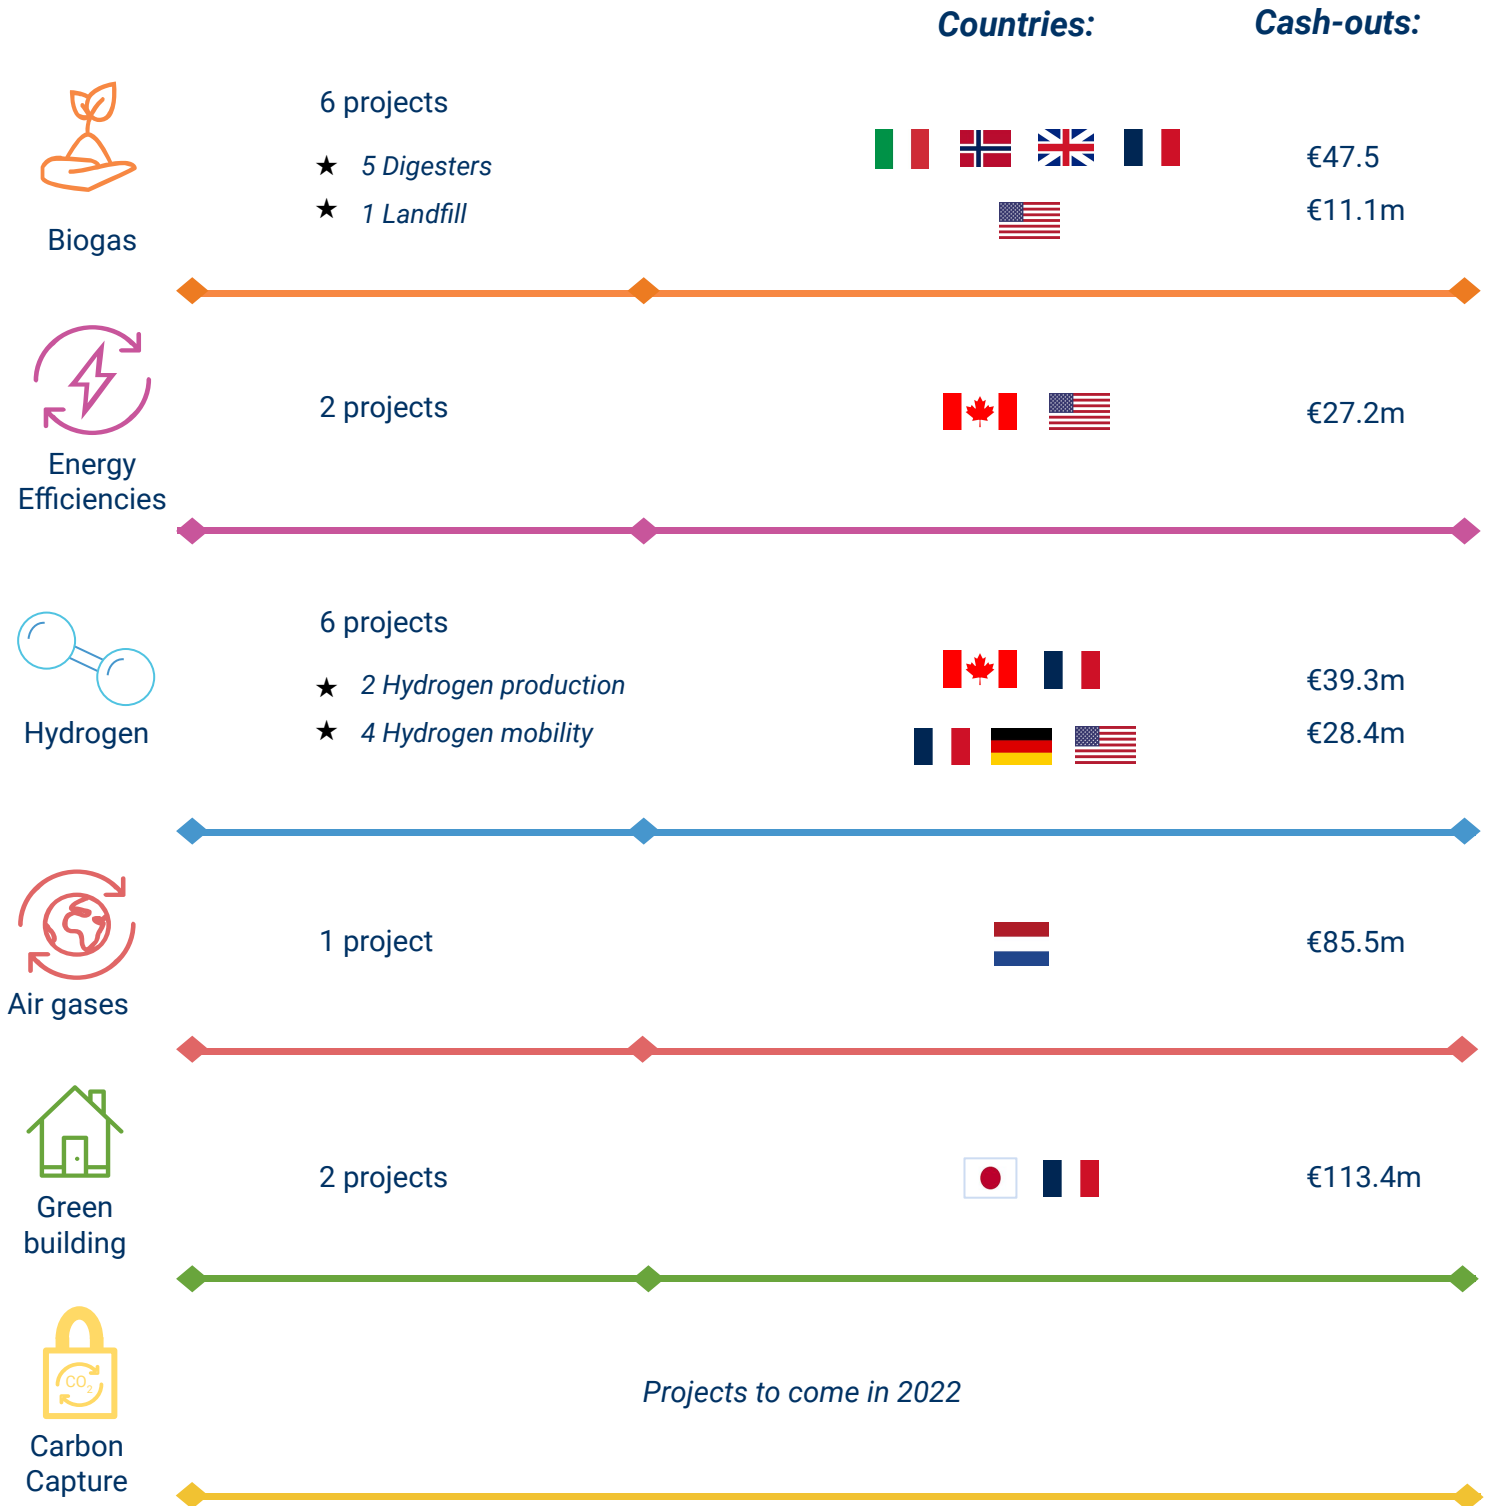 Countries: Cash-outs:
6 projects
★ 5 Digesters €47.5
★ 1 Landfill €11.1m
Biogas
2 projects €27.2m
Energy
Efficiencies
6 projects
★ 2 Hydrogen production €39.3m
★ 4 Hydrogen mobility €28.4m
Hydrogen
1 project €85.5m
Air gases
2 projects €113.4m
Green
building
CO2
Projects to come in 2022
Carbon
Capture